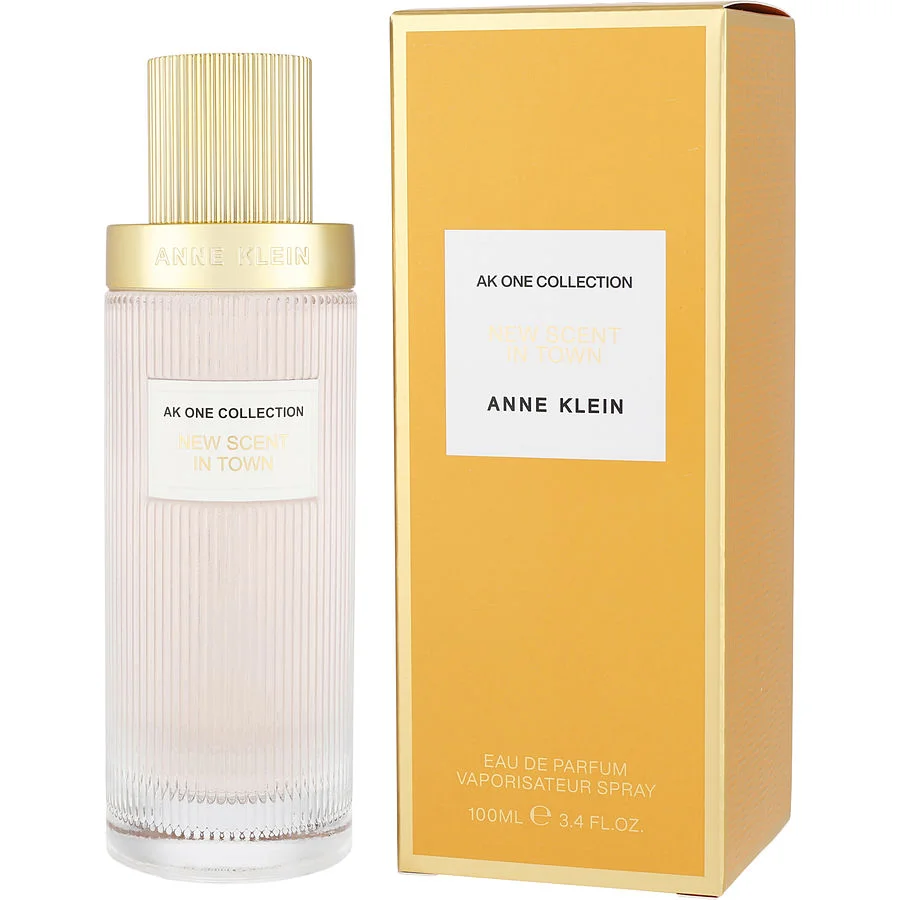 ANNE KLEIN
AK ONE COLLECTION
NEW SCENT
IN TOWN
AK ONE COLLECTION
NEW SCENT
IN TOWN
ANNE KLEIN
EAU DE PARFUM
VAPORISATEUR SPRAY
100ML ℮ 3.4 FL.OZ.